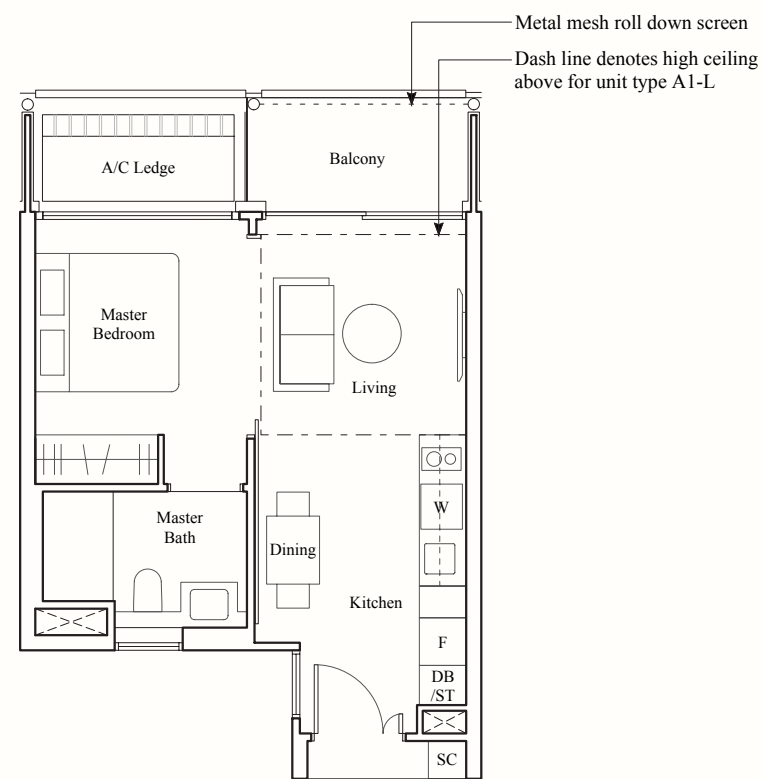 Metal mesh roll down screen
Dash line denotes high ceiling
above for unit type A1-L
A/C Ledge
Balcony
Master
Bedroom
Living
W
Master
Bath
Dining
Kitchen
F
DB
/ST
SC